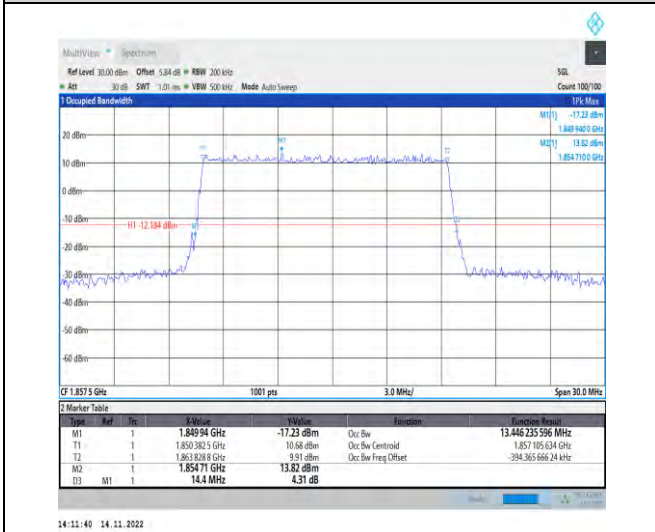 MultiView Spectrum
Ref Level 30.00 dBm Offset 5.84 dB RBW 200 kHz SGL
Att 30 dB SWT 1.01 ms VBW 500 kHz Mode Auto Sweep Count 100/100
1 Occupied Bandwidth 1Pk Max
M1[1] -17.23 dBm
1.849 940 0 GHz
M2[1] 13.82 dBm
1.854 710 0 GHz
20 dBm
10 dBm
0 dBm
-10 dBm
H1 -12.184 dBm
-20 dBm
-30 dBm
-40 dBm
-50 dBm
-60 dBm
T1
M2
T2
M1
CF 1.857 5 GHz 1001 pts 3.0 MHz/ Span 30.0 MHz
2 Marker Table
Type Ref Trc X-Value Y-Value Function Function Result
M1 1 1.849 94 GHz -17.23 dBm Occ Bw 13.446 235 596 MHz
T1 1 1.850 382 5 GHz 10.68 dBm Occ Bw Centroid 1.857 105 634 GHz
T2 1 1.863 828 8 GHz 9.91 dBm Occ Bw Freq Offset -394.365 666 24 kHz
M2 1 1.854 71 GHz 13.82 dBm
D3 M1 1 14.4 MHz 4.31 dB
14:11:40 14.11.2022